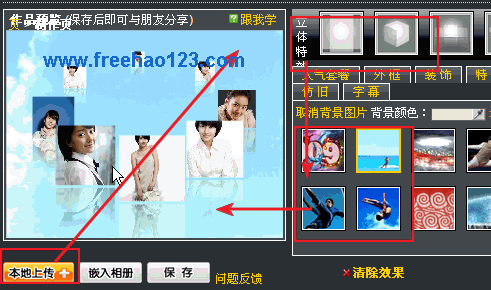 作品预览 (保存后即可与朋友分享)
跟我学
www.freehao123.com
本地上传
嵌入相册
保 存
问题反馈
立体特效
人气套餐 外 框 装 饰 特
仿 旧 字 幕
取消背景图片 背景颜色：
09
清除效果